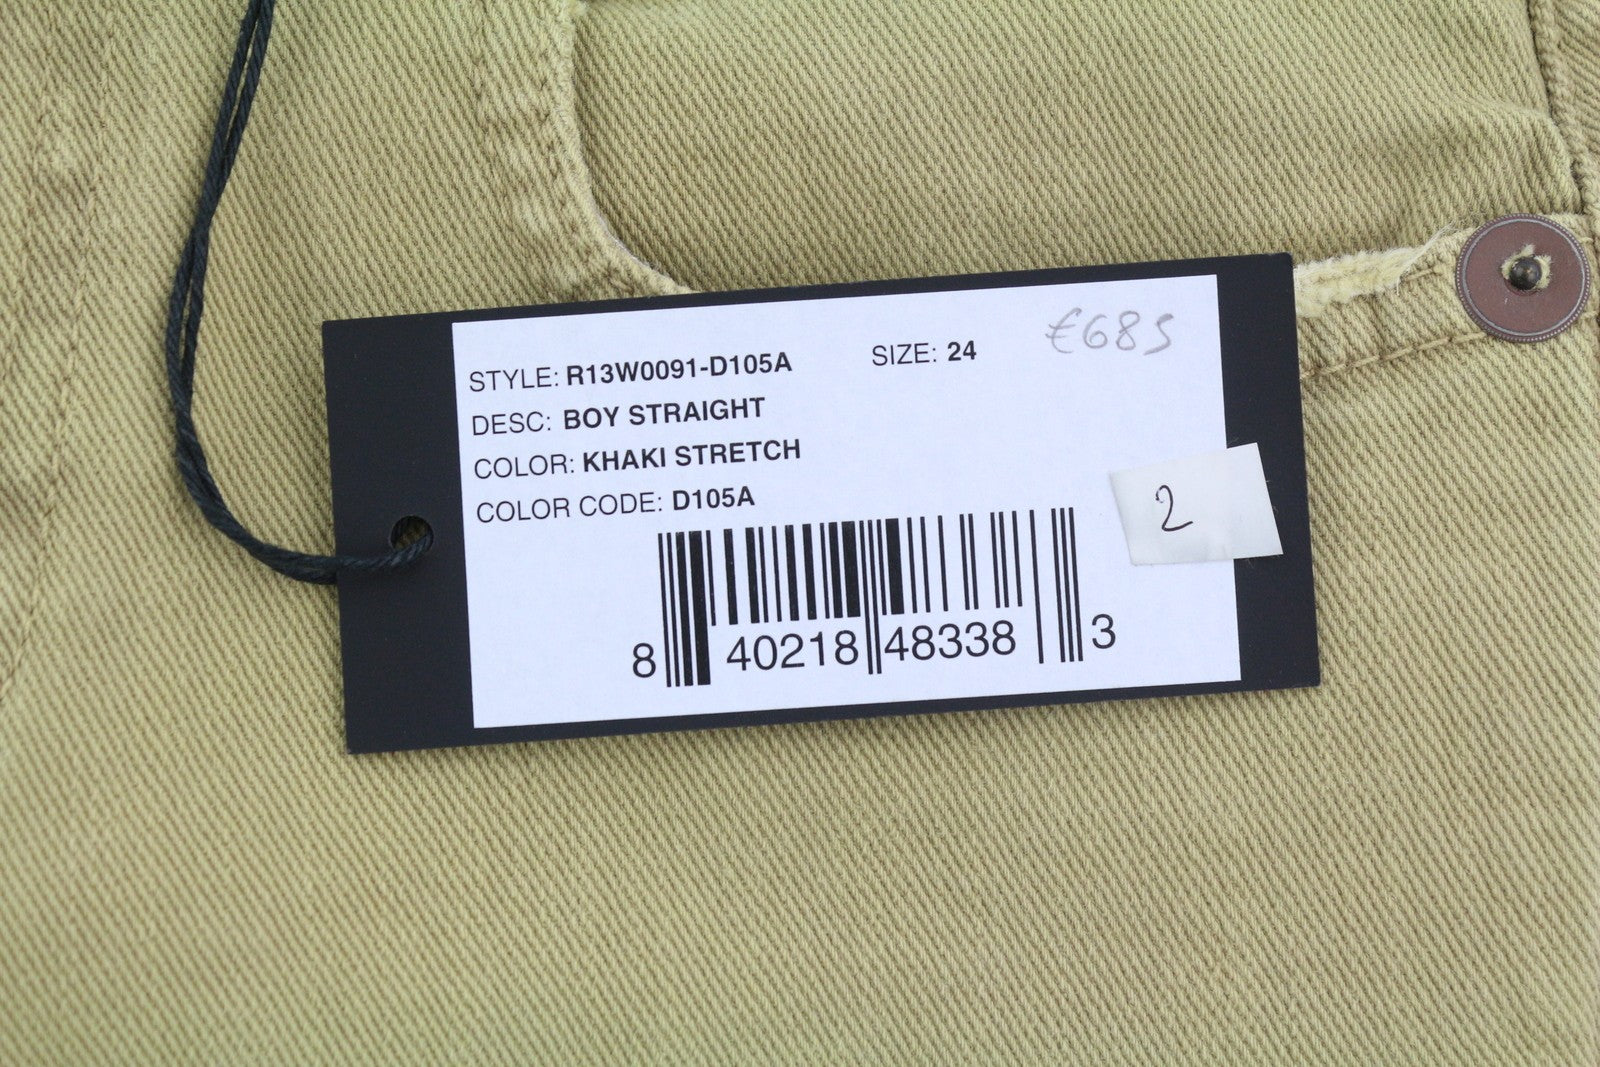 STYLE: R13W0091-D105A SIZE: 24 €685
DESC: BOY STRAIGHT
COLOR: KHAKI STRETCH
COLOR CODE: D105A
2
8 40218 48338 3